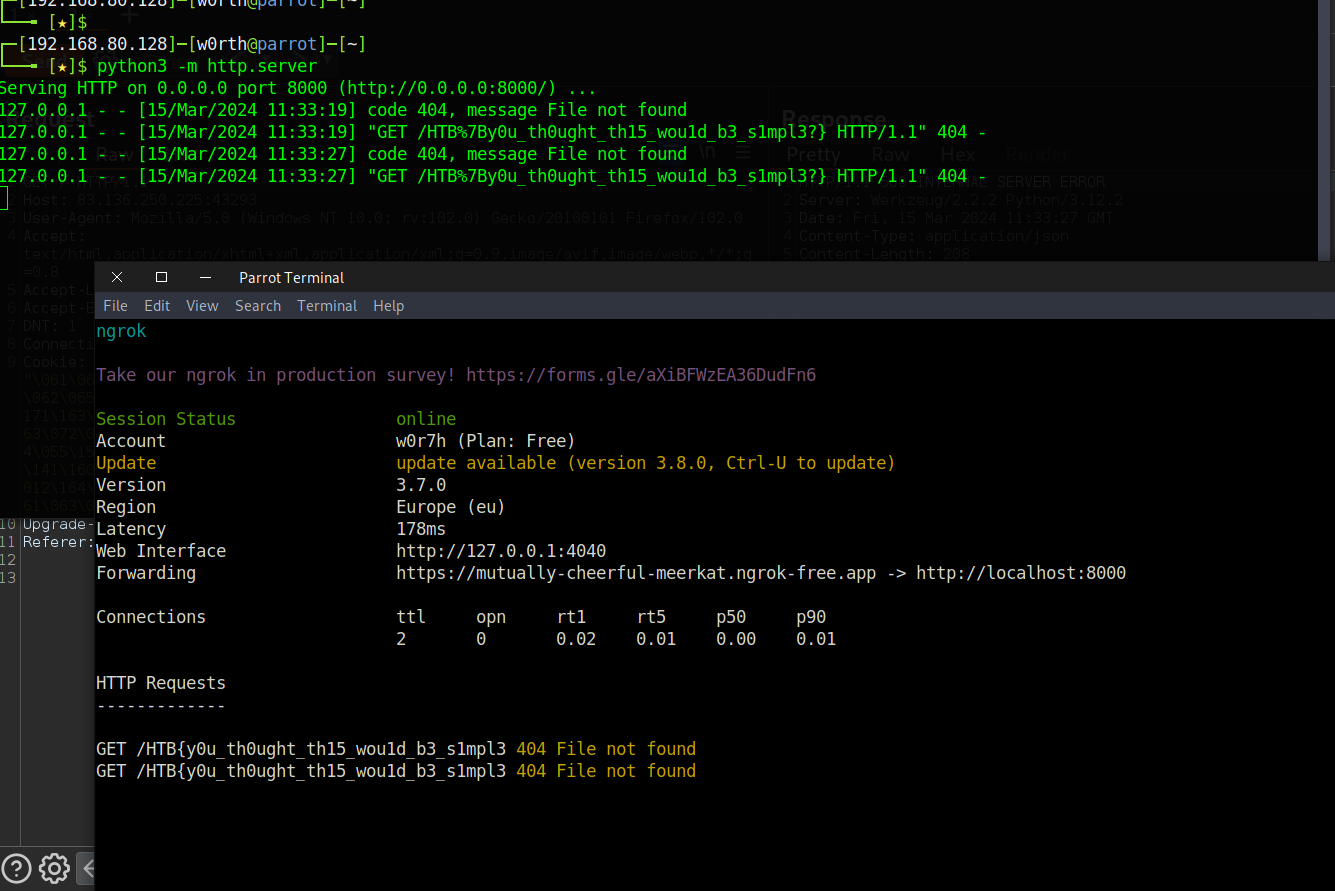 [192.168.80.128]─[w0rth@parrot]─[~]
[★]$
[192.168.80.128]─[w0rth@parrot]─[~]
[★]$ python3 -m http.server
Serving HTTP on 0.0.0.0 port 8000 (http://0.0.0.0:8000/) ...
127.0.0.1 - - [15/Mar/2024 11:33:19] code 404, message File not found
127.0.0.1 - - [15/Mar/2024 11:33:19] "GET /HTB%7By0u_th0ught_th15_wou1d_b3_s1mpl3?} HTTP/1.1" 404 -
127.0.0.1 - - [15/Mar/2024 11:33:27] code 404, message File not found
127.0.0.1 - - [15/Mar/2024 11:33:27] "GET /HTB%7By0u_th0ught_th15_wou1d_b3_s1mpl3?} HTTP/1.1" 404 -
Response
Pretty Raw Hex Render
INTERNAL SERVER ERROR
2 Host: 83.136.250.225:43293
2 Server: Werkzeug/2.2.2 Python/3.12.2
User-Agent: Mozilla/5.0 (Windows NT 10.0; rv:102.0) Gecko/20100101 Firefox/102.0
3 Date: Fri, 15 Mar 2024 11:33:27 GMT
4 Accept:
4 Content-Type: application/json
text/html,application/xhtml+xml,application/xml;q=0.9,image/avif,image/webp,*/*;q
5 Content-Length: 208
=0.8
Parrot Terminal
File Edit View Search Terminal Help
ngrok
Take our ngrok in production survey! https://forms.gle/aXiBFWzEA36DudFn6
Session Status online
Account w0r7h (Plan: Free)
Update update available (version 3.8.0, Ctrl-U to update)
Version 3.7.0
Region Europe (eu)
Latency 178ms
Web Interface http://127.0.0.1:4040
Forwarding https://mutually-cheerful-meerkat.ngrok-free.app -> http://localhost:8000
Connections ttl opn rt1 rt5 p50 p90
2 0 0.02 0.01 0.00 0.01
HTTP Requests
-------------
GET /HTB{y0u_th0ught_th15_wou1d_b3_s1mpl3 404 File not found
GET /HTB{y0u_th0ught_th15_wou1d_b3_s1mpl3 404 File not found
7 DNT: 1
9 Cookie:
10 Upgrade-
11 Referer:
12
13